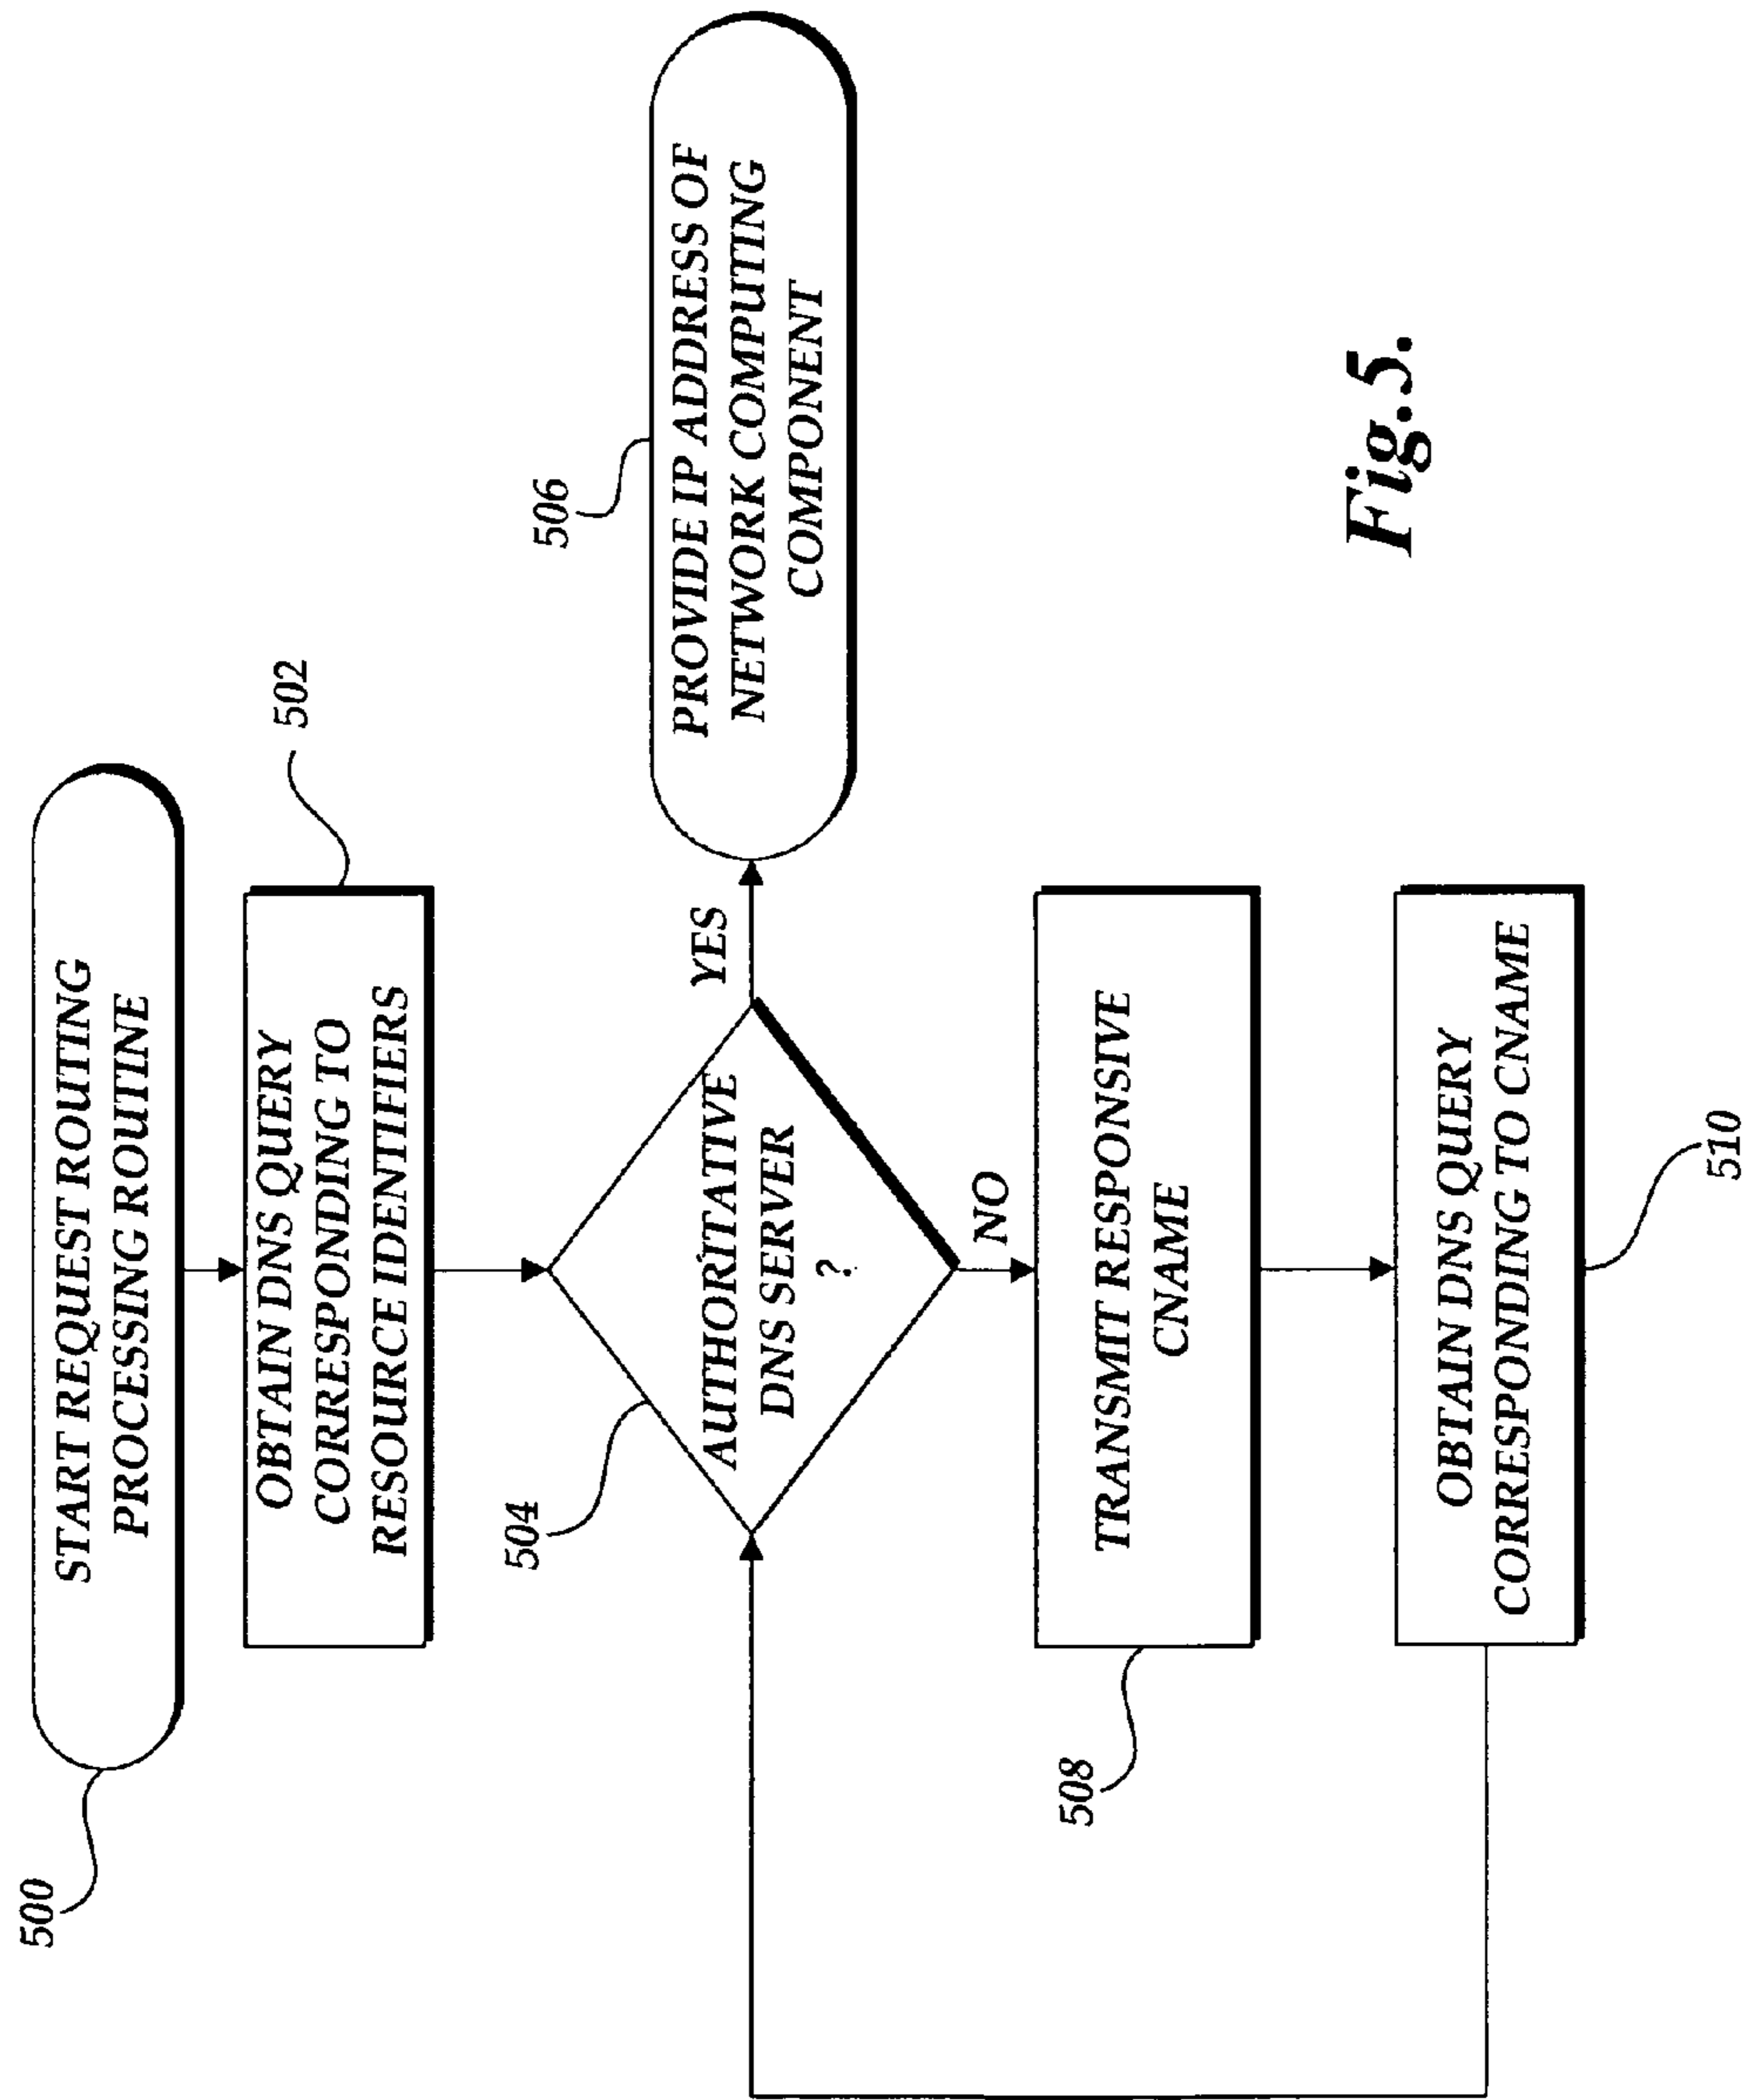 500
START REQUEST ROUTING
PROCESSING ROUTINE
502
OBTAIN DNS QUERY
CORRESPONDING TO
RESOURCE IDENTIFIERS
504
AUTHORITATIVE
DNS SERVER
?
YES
506
PROVIDE IP ADDRESS OF
NETWORK COMPUTING
COMPONENT
NO
508
TRANSMIT RESPONSIVE
CNAME
OBTAIN DNS QUERY
CORRESPONDING TO CNAME
510
Fig.5.